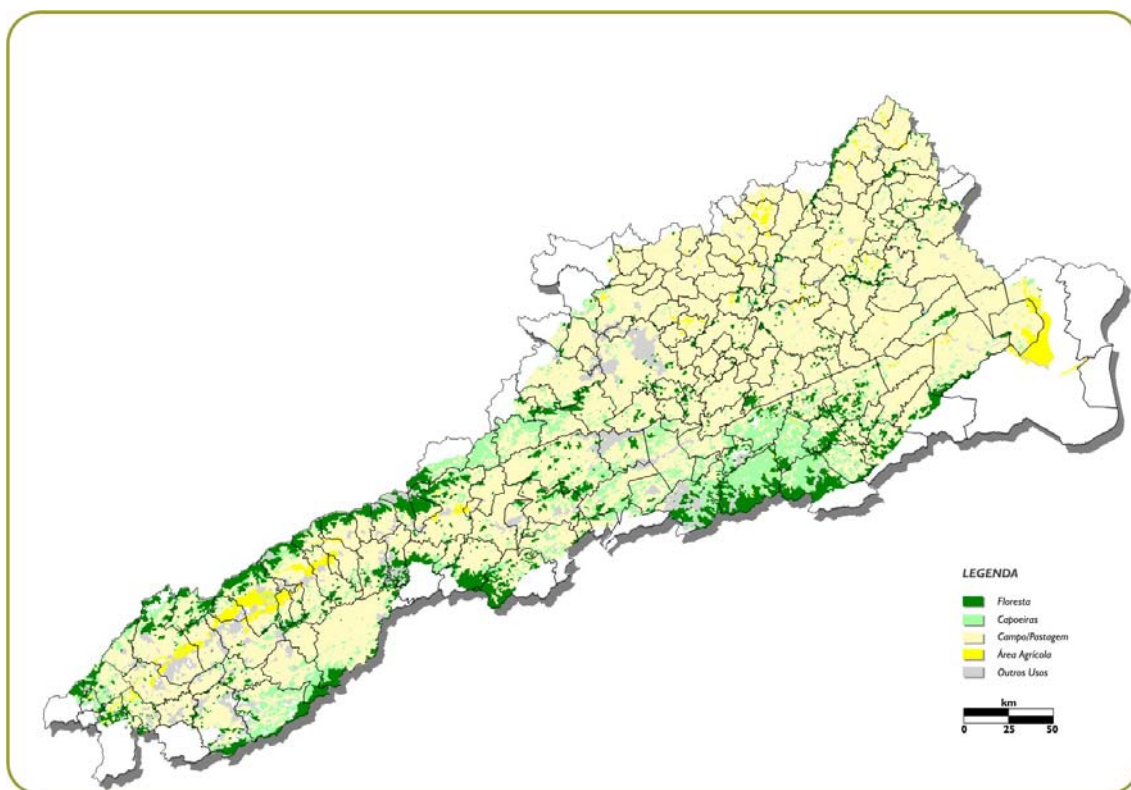 LEGENDA
Floresta
Capoeiras
Campo/Pastagem
Área Agrícola
Outros Usos
km
0 25 50